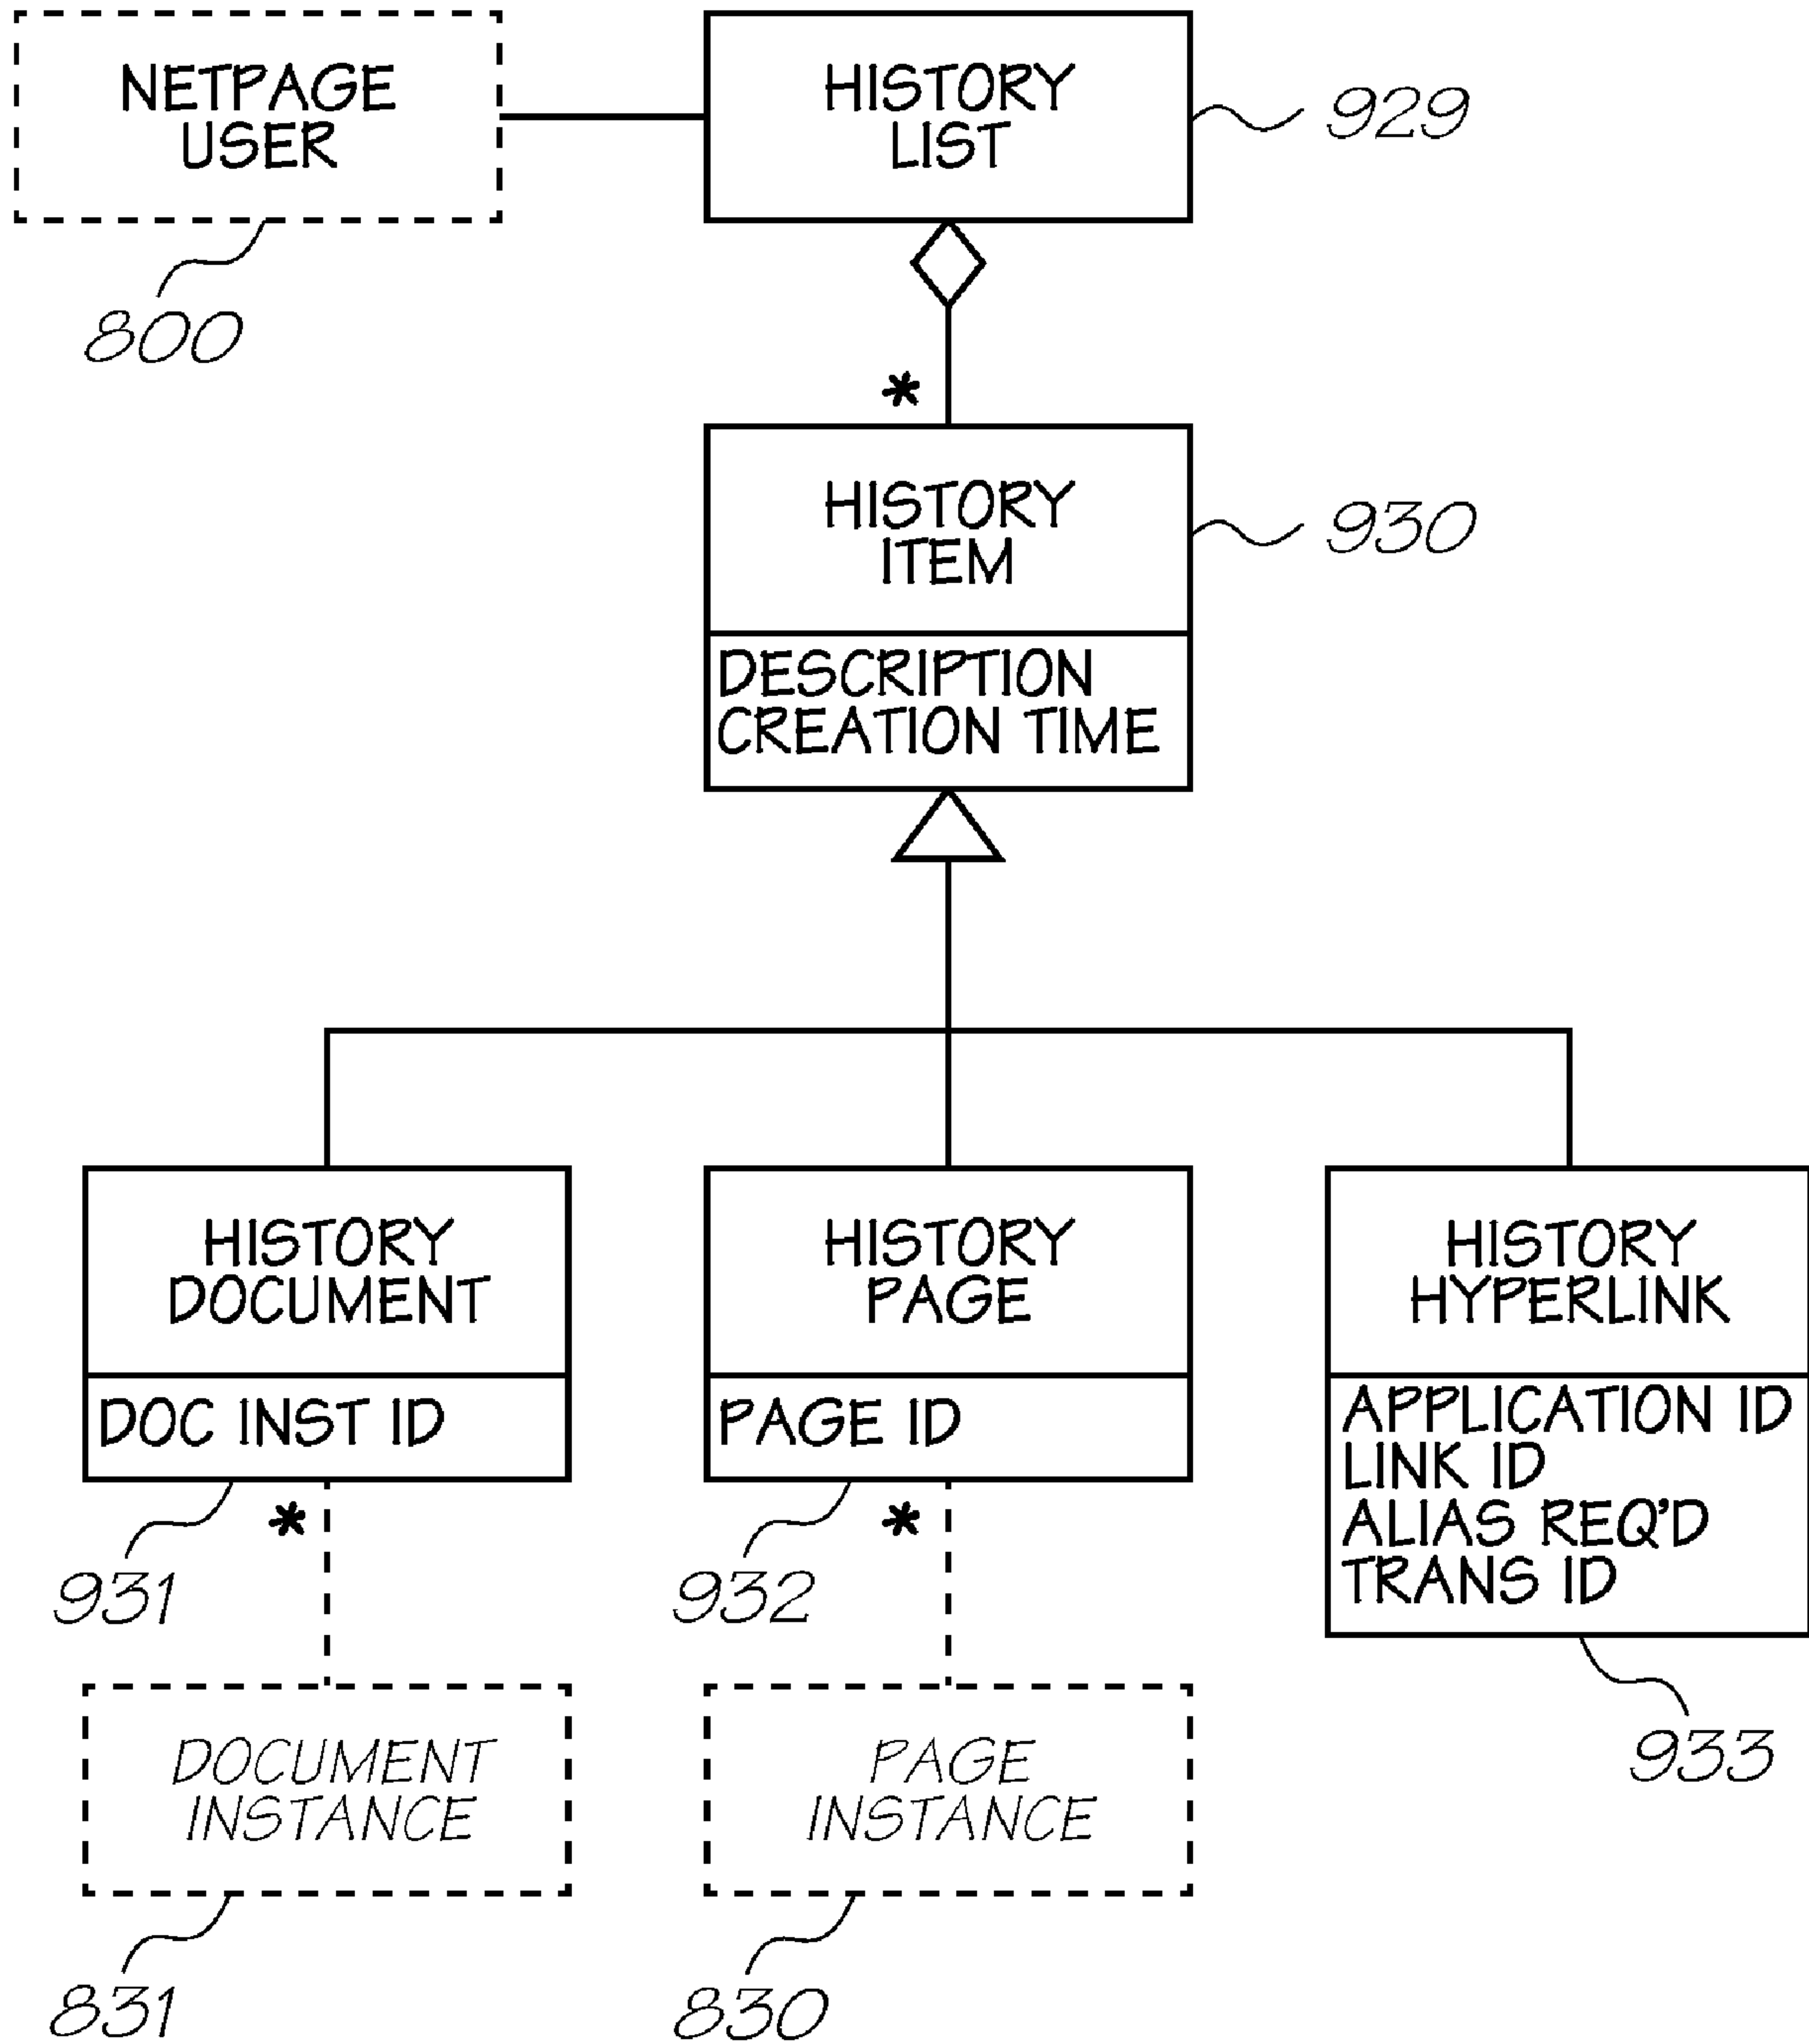 NETPAGE
USER
800
HISTORY
LIST
929
*
HISTORY
ITEM
930
DESCRIPTION
CREATION TIME
HISTORY
DOCUMENT
DOC INST ID
*
931
HISTORY
PAGE
PAGE ID
*
932
HISTORY
HYPERLINK
APPLICATION ID
LINK ID
ALIAS REQ'D
TRANS ID
933
DOCUMENT
INSTANCE
831
PAGE
INSTANCE
830